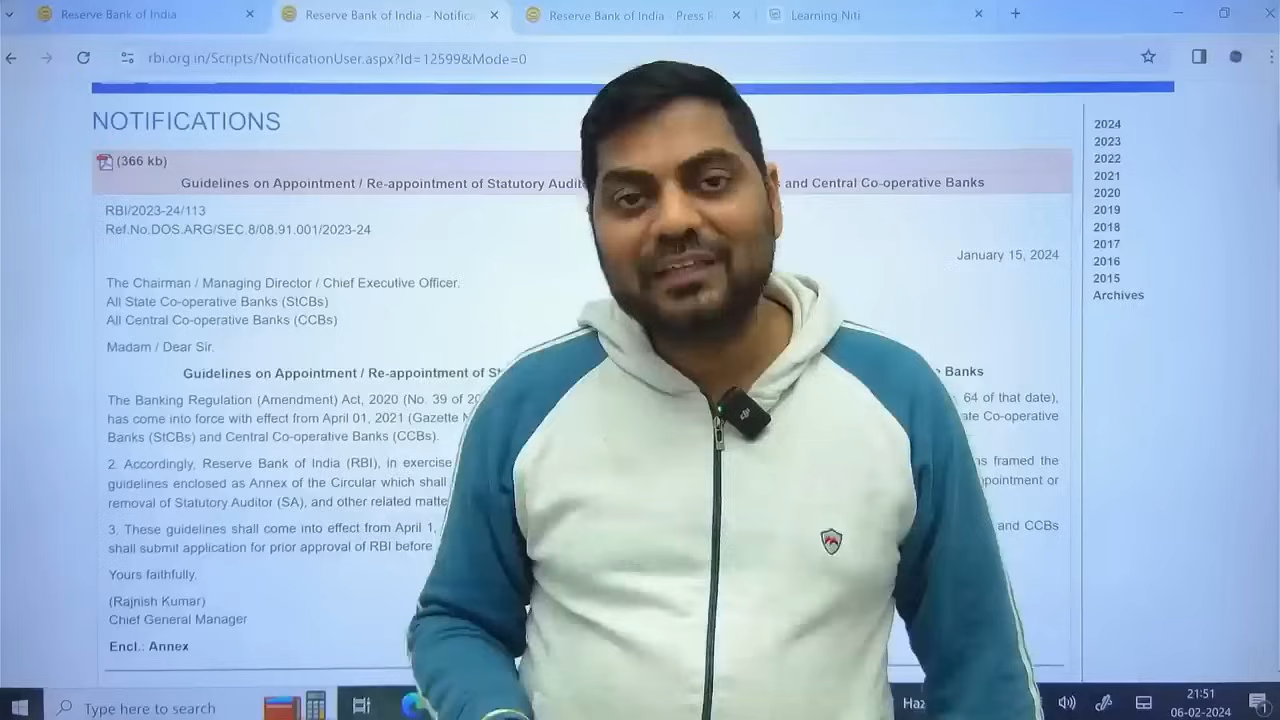 Reserve Bank of India
Reserve Bank of India - Notifica
Reserve Bank of India - Press R
Learning Niti
rbi.org.in/Scripts/NotificationUser.aspx?Id=12599&Mode=0
NOTIFICATIONS
(366 kb)
Guidelines on Appointment / Re-appointment of Statutory Audit and Central Co-operative Banks
RBI/2023-24/113
Ref.No.DOS.ARG/SEC.8/08.91.001/2023-24
January 15, 2024
The Chairman / Managing Director / Chief Executive Officer.
All State Co-operative Banks (StCBs)
All Central Co-operative Banks (CCBs)
Madam / Dear Sir.
Guidelines on Appointment / Re-appointment of Banks
The Banking Regulation (Amendment) Act, 2020 (No. 39 of 64 of that date),
has come into force with effect from April 01, 2021 (Gazette Co-operative
Banks (StCBs) and Central Co-operative Banks (CCBs).
2. Accordingly, Reserve Bank of India (RBI), in exercise framed the
guidelines enclosed as Annex of the Circular which shall or
removal of Statutory Auditor (SA), and other related
3. These guidelines shall come into effect from April 1, and CCBs
shall submit application for prior approval of RBI before
Yours faithfully,
(Rajnish Kumar)
Chief General Manager
Encl.: Annex
2024
2023
2022
2021
2020
2019
2018
2017
2016
2015
Archives
Type here to search
Haz
21:51
06-02-2024
dji